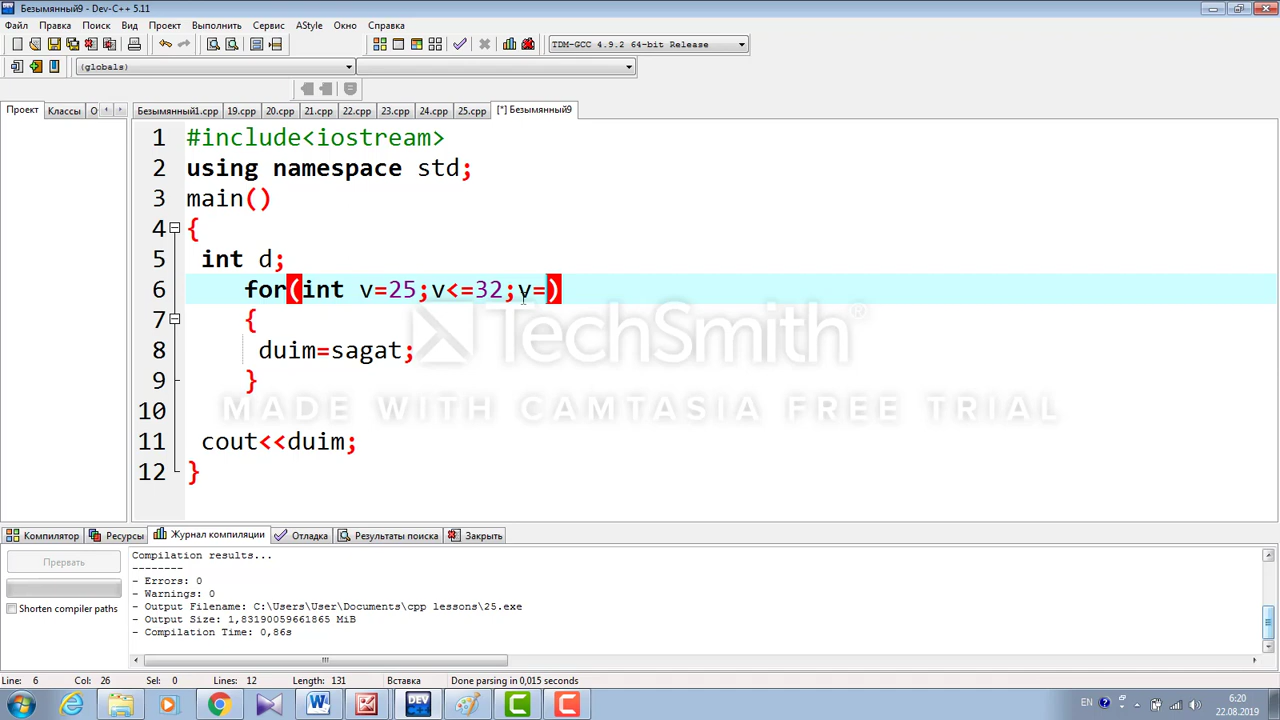 Безымянный9 - Dev-C++ 5.11
Файл Правка Поиск Вид Проект Выполнить Сервис AStyle Окно Справка
TDM-GCC 4.9.2 64-bit Release
(globals)
Проект Классы О Безымянный1.cpp 19.cpp 20.cpp 21.cpp 22.cpp 23.cpp 24.cpp 25.cpp [*] Безымянный9
1 #include<iostream>
2 using namespace std;
3 main()
4 {
5 int d;
6 for(int v=25;v<=32;v=)
7 {
TechSmith®
8 duim=sagat;
9 }
MADE WITH CAMTASIA FREE TRIAL
10
11 cout<<duim;
12 }
Компилятор Ресурсы Журнал компиляции Отладка Результаты поиска Закрыть
Прервать
Shorten compiler paths
Compilation results...
--------
- Errors: 0
- Warnings: 0
- Output Filename: C:\Users\User\Documents\cpp lessons\25.exe
- Output Size: 1,83190059661865 MiB
- Compilation Time: 0,86s
Line: 6 Col: 26 Sel: 0 Lines: 12 Length: 131 Вставка Done parsing in 0,015 seconds
W DEV C++ C C EN 6:20
22.08.2019